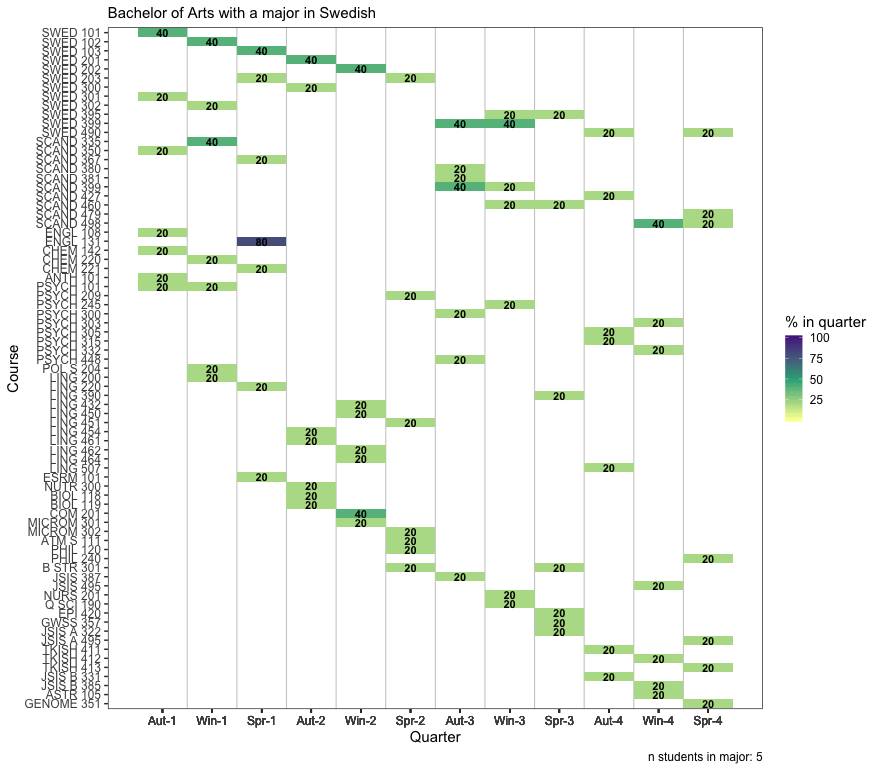 Bachelor of Arts with a major in Swedish
SWED 101 40
SWED 102 40
SWED 103 40
SWED 201 40
SWED 202 40
SWED 203 20 20
SWED 300 20
SWED 301 20
SWED 302 20
SWED 395 20 20
SWED 399 40 40
SWED 490 20 20
SCAND 335 40
SCAND 350 20
SCAND 367 20
SCAND 380 20
SCAND 381 20
SCAND 399 40 20
SCAND 427 20
SCAND 460 20 20
SCAND 479 20
SCAND 498 40 20
ENGL 108 20
ENGL 131 80
CHEM 142 20
CHEM 220 20
CHEM 221 20
ANTH 101 20
PSYCH 101 20 20
PSYCH 209 20
PSYCH 245 20
PSYCH 300 20
PSYCH 303 20
PSYCH 305 20
PSYCH 315 20
PSYCH 332 20
PSYCH 448 20
POL S 204 20
LING 200 20
LING 220 20
LING 390 20
LING 432 20
LING 450 20
LING 451 20
LING 454 20
LING 461 20
LING 462 20
LING 464 20
LING 507 20
ESRM 101 20
NUTR 300 20
BIOL 118 20
BIOL 119 20
COM 201 40
MICROM 301 20
MICROM 302 20
ATM S 111 20
PHIL 120 20
PHIL 240 20
B STR 301 20 20
JSIS 387 20
JSIS 495 20
NURS 201 20
Q SCI 190 20
EPI 420 20
GWSS 357 20
JSIS A 322 20
JSIS A 495 20
TKISH 411 20
TKISH 412 20
TKISH 413 20
JSIS B 331 20
JSIS B 385 20
ASTR 105 20
GENOME 351 20
Course
Aut-1 Win-1 Spr-1 Aut-2 Win-2 Spr-2 Aut-3 Win-3 Spr-3 Aut-4 Win-4 Spr-4
Quarter
% in quarter
100
75
50
25
n students in major: 5